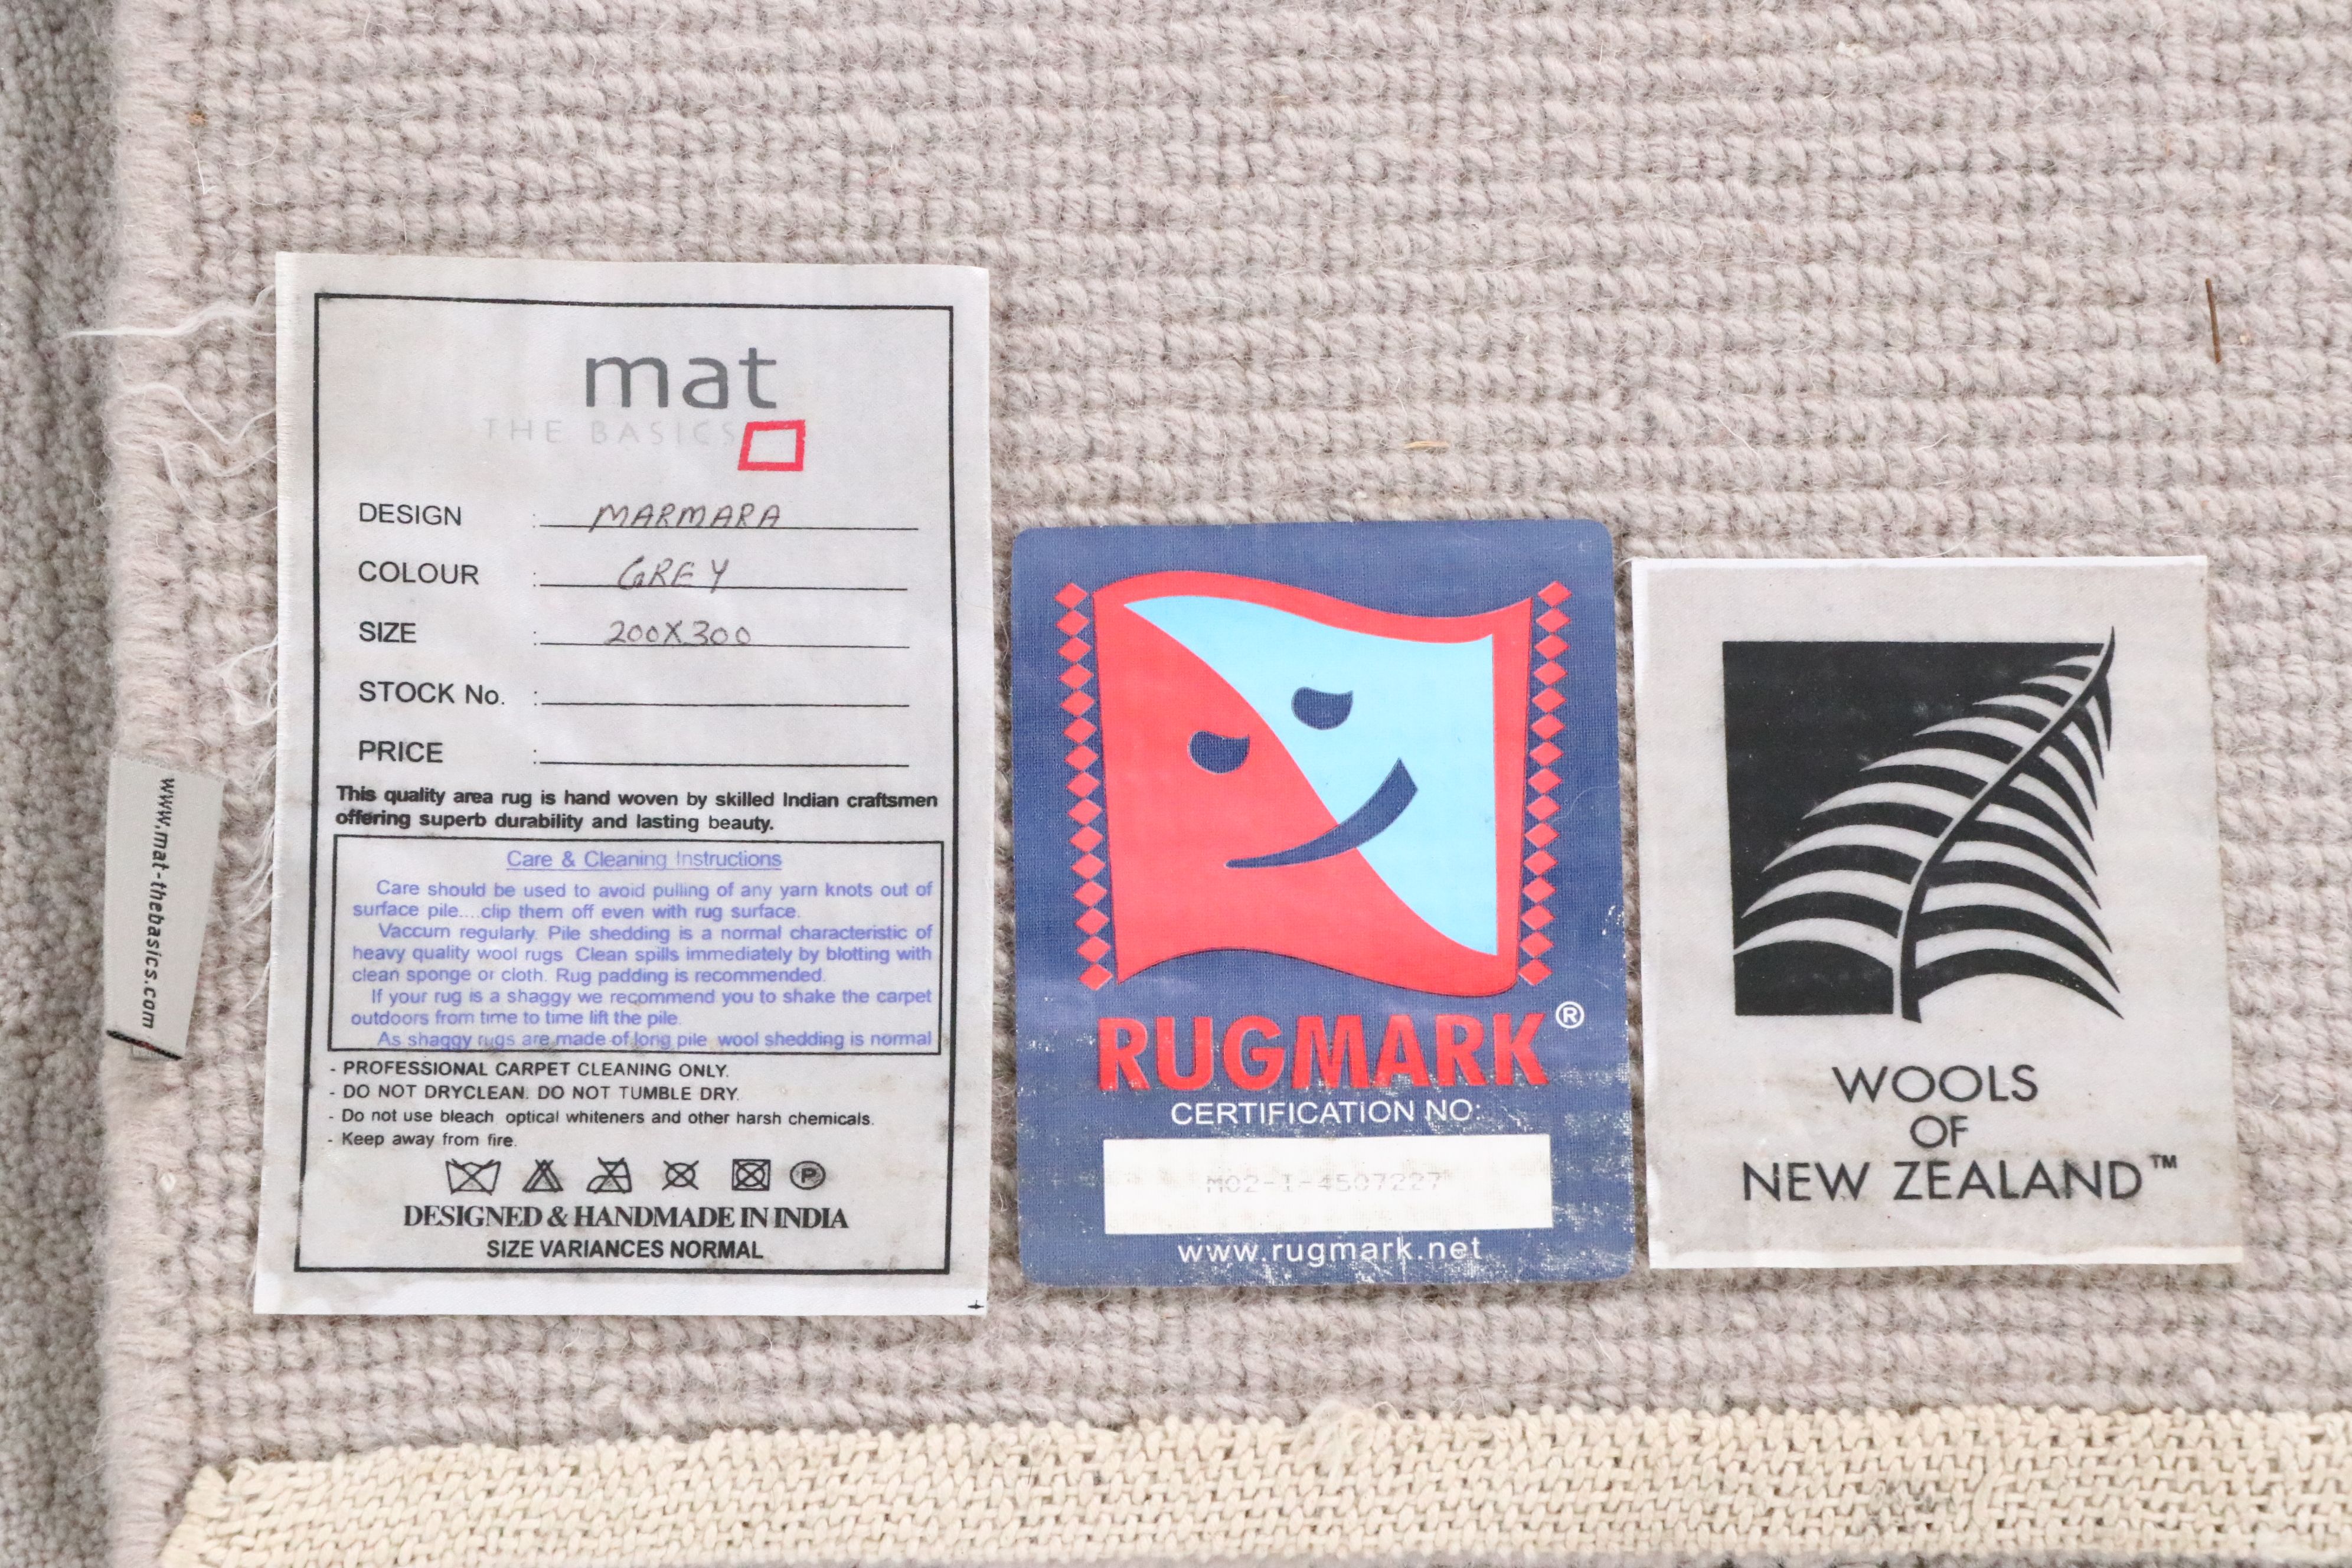 mat
THE BASICS
DESIGN : MARMARA
COLOUR : GREY
SIZE : 200X300
STOCK No. :
PRICE :
This quality area rug is hand woven by skilled Indian craftsmen
offering superb durability and lasting beauty.
Care & Cleaning Instructions
Care should be used to avoid pulling of any yarn knots out of
surface pile....clip them off even with rug surface.
Vaccum regularly. Pile shedding is a normal characteristic of
heavy quality wool rugs. Clean spills immediately by blotting with
clean sponge or cloth. Rug padding is recommended.
If your rug is a shaggy we recommend you to shake the carpet
outdoors from time to time lift the pile.
As shaggy rugs are made of long pile wool shedding is normal
- PROFESSIONAL CARPET CLEANING ONLY.
- DO NOT DRYCLEAN. DO NOT TUMBLE DRY.
- Do not use bleach optical whiteners and other harsh chemicals.
- Keep away from fire.
P
DESIGNED & HANDMADE IN INDIA
SIZE VARIANCES NORMAL
www.mat-thebasics.com
RUGMARK®
CERTIFICATION NO:
M02-I-4507227
www.rugmark.net
WOOLS
OF
NEW ZEALAND™